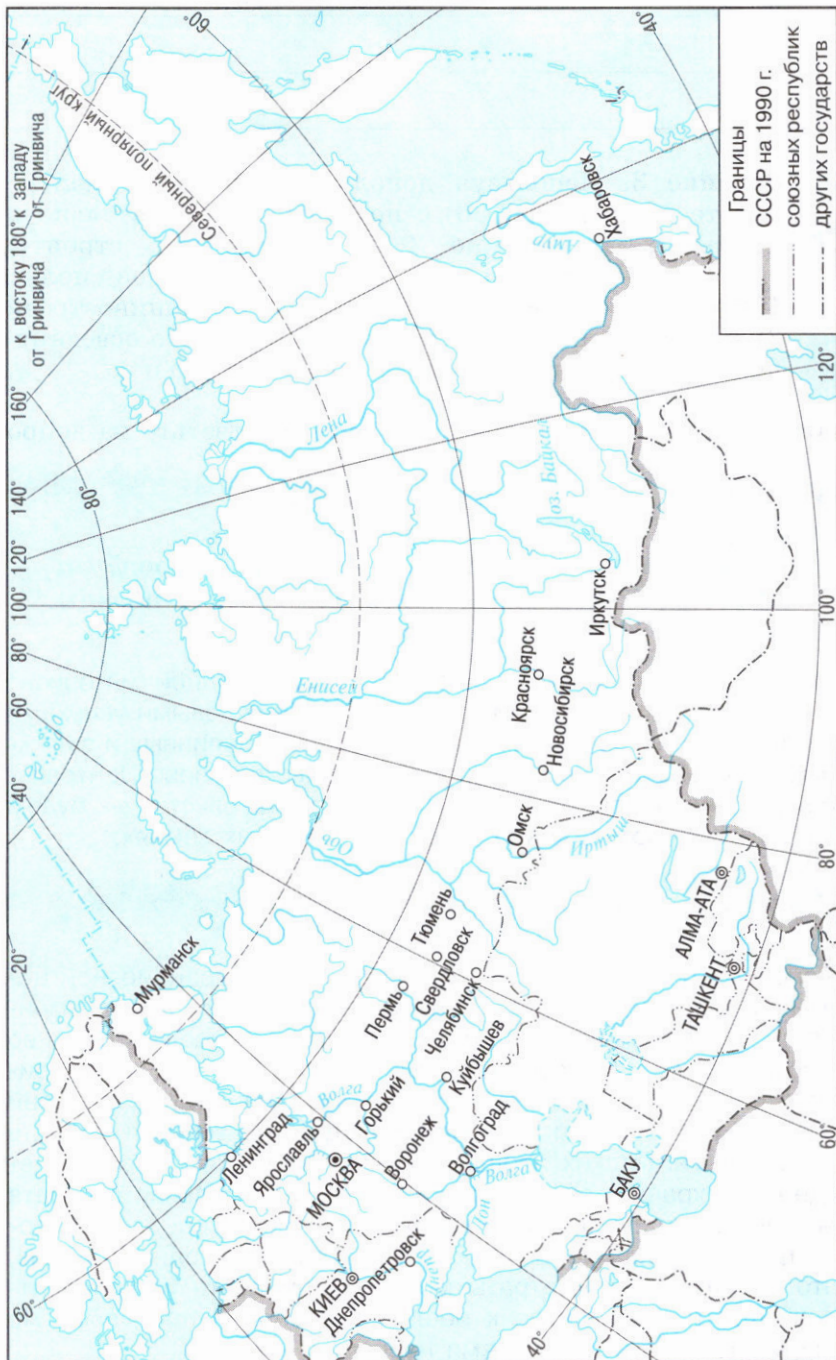 60°
40°
к востоку 180° к западу
от Гринвича от Гринвича
Северный полярный круг
160°
140°
120°
100°
80°
60°
40°
20°
60°
80°
Границы
СССР на 1990 г.
союзных республик
других государств
Хабаровск
Амур
Лена
оз. Байкал
Иркутск
Енисей
Красноярск
Новосибирск
Обь
Омск
Иртыш
Тюмень
Свердловск
Челябинск
Пермь
Куйбышев
Мурманск
Ленинград
Ярославль
Волга
Горький
МОСКВА
Воронеж
Волгоград
Волга
Дон
КИЕВ
Днепропетровск
БАКУ
ТАШКЕНТ
АЛМА-АТА
40°
60°
80°
100°
120°